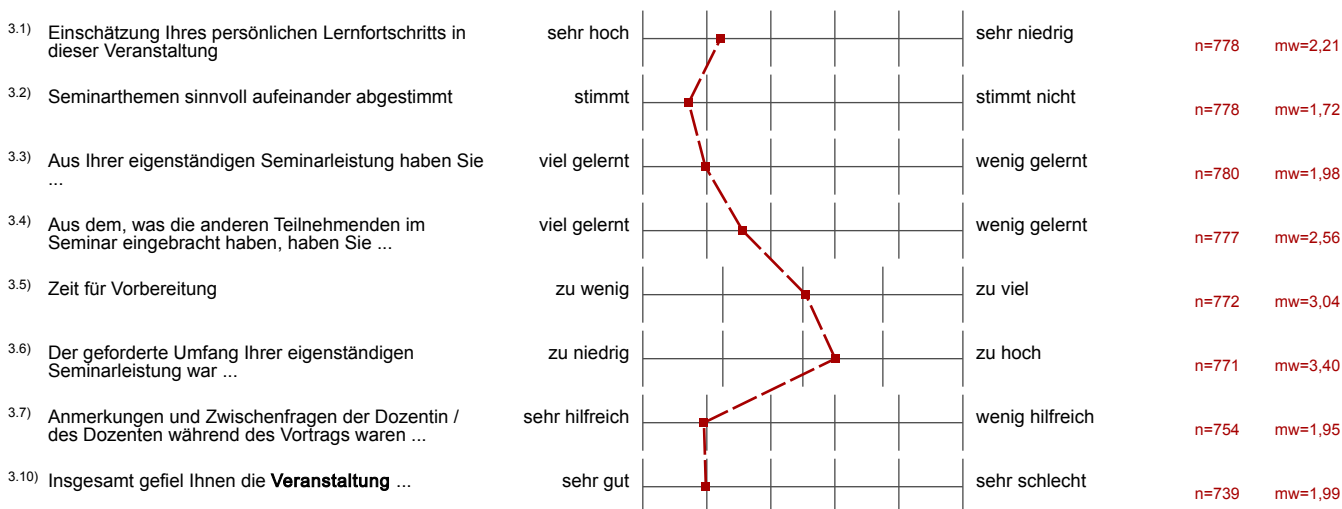 3.1) Einschätzung Ihres persönlichen Lernfortschritts in sehr hoch sehr niedrig n=778 mw=2,21
dieser Veranstaltung
3.2) Seminarthemen sinnvoll aufeinander abgestimmt stimmt stimmt nicht n=778 mw=1,72
3.3) Aus Ihrer eigenständigen Seminarleistung haben Sie viel gelernt wenig gelernt n=780 mw=1,98
...
3.4) Aus dem, was die anderen Teilnehmenden im viel gelernt wenig gelernt n=777 mw=2,56
Seminar eingebracht haben, haben Sie ...
3.5) Zeit für Vorbereitung zu wenig zu viel n=772 mw=3,04
3.6) Der geforderte Umfang Ihrer eigenständigen zu niedrig zu hoch n=771 mw=3,40
Seminarleistung war ...
3.7) Anmerkungen und Zwischenfragen der Dozentin / sehr hilfreich wenig hilfreich n=754 mw=1,95
des Dozenten während des Vortrags waren ...
3.10) Insgesamt gefiel Ihnen die Veranstaltung ... sehr gut sehr schlecht n=739 mw=1,99